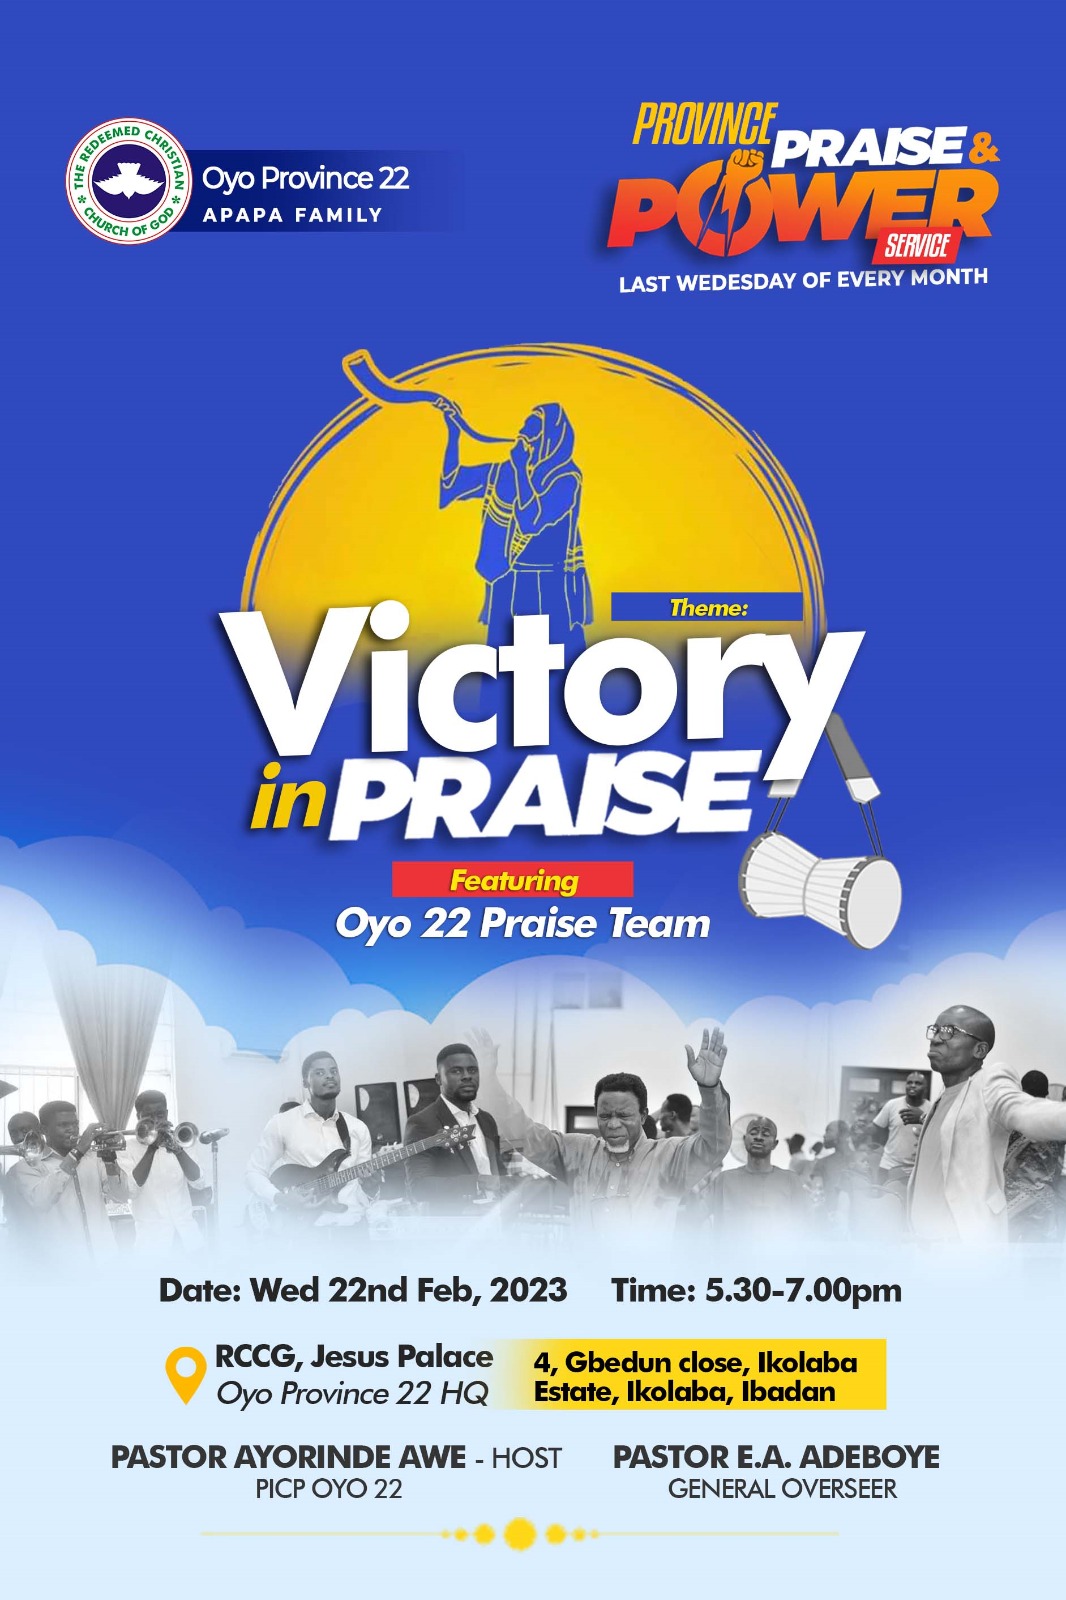 THE REDEEMED CHRISTIAN
CHURCH OF GOD
Oyo Province 22
APAPA FAMILY
PROVINCE
PRAISE &
POWER
SERVICE
LAST WEDESDAY OF EVERY MONTH
Theme:
Victory
in PRAISE
Featuring
Oyo 22 Praise Team
Date: Wed 22nd Feb, 2023 Time: 5.30-7.00pm
RCCG, Jesus Palace
Oyo Province 22 HQ
4, Gbedun close, Ikolaba
Estate, Ikolaba, Ibadan
PASTOR AYORINDE AWE - HOST
PICP OYO 22
PASTOR E.A. ADEBOYE
GENERAL OVERSEER